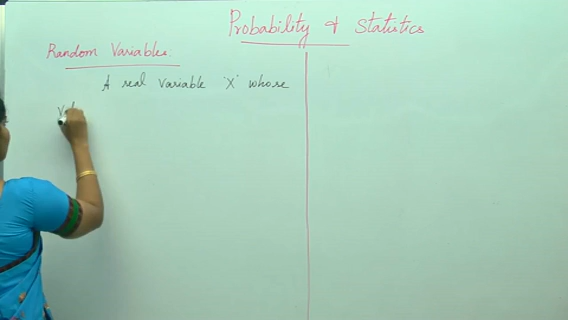 Probability & Statistics
Random Variables:
A real variable 'X' whose